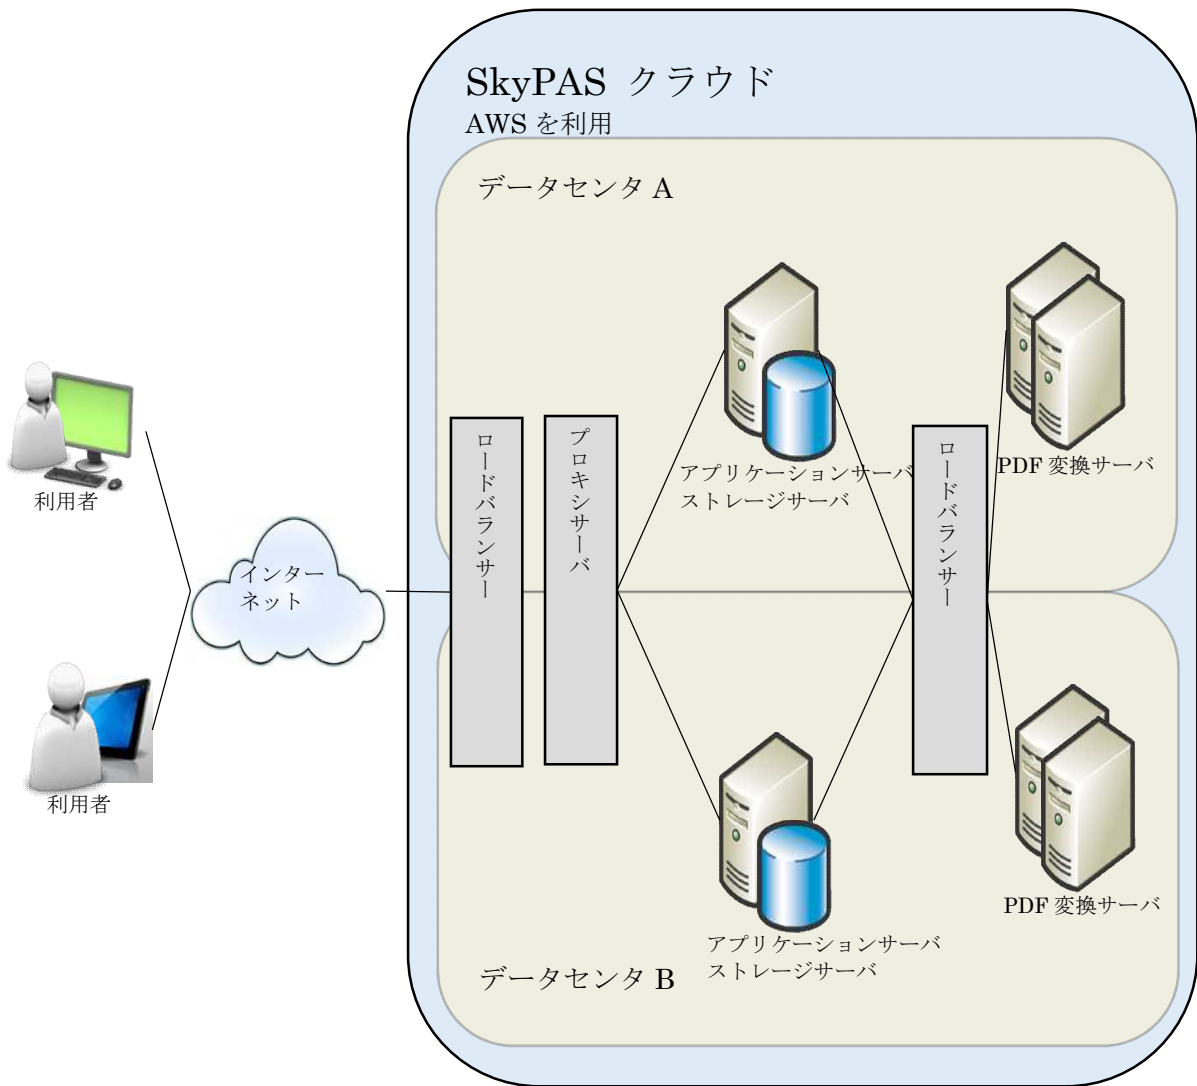 SkyPAS クラウド
AWS を利用
データセンタ A
利用者
インター
ネット
利用者
ロードバランサー
プロキシサーバ
アプリケーションサーバ
ストレージサーバ
ロードバランサー
PDF 変換サーバ
アプリケーションサーバ
ストレージサーバ
PDF 変換サーバ
データセンタ B